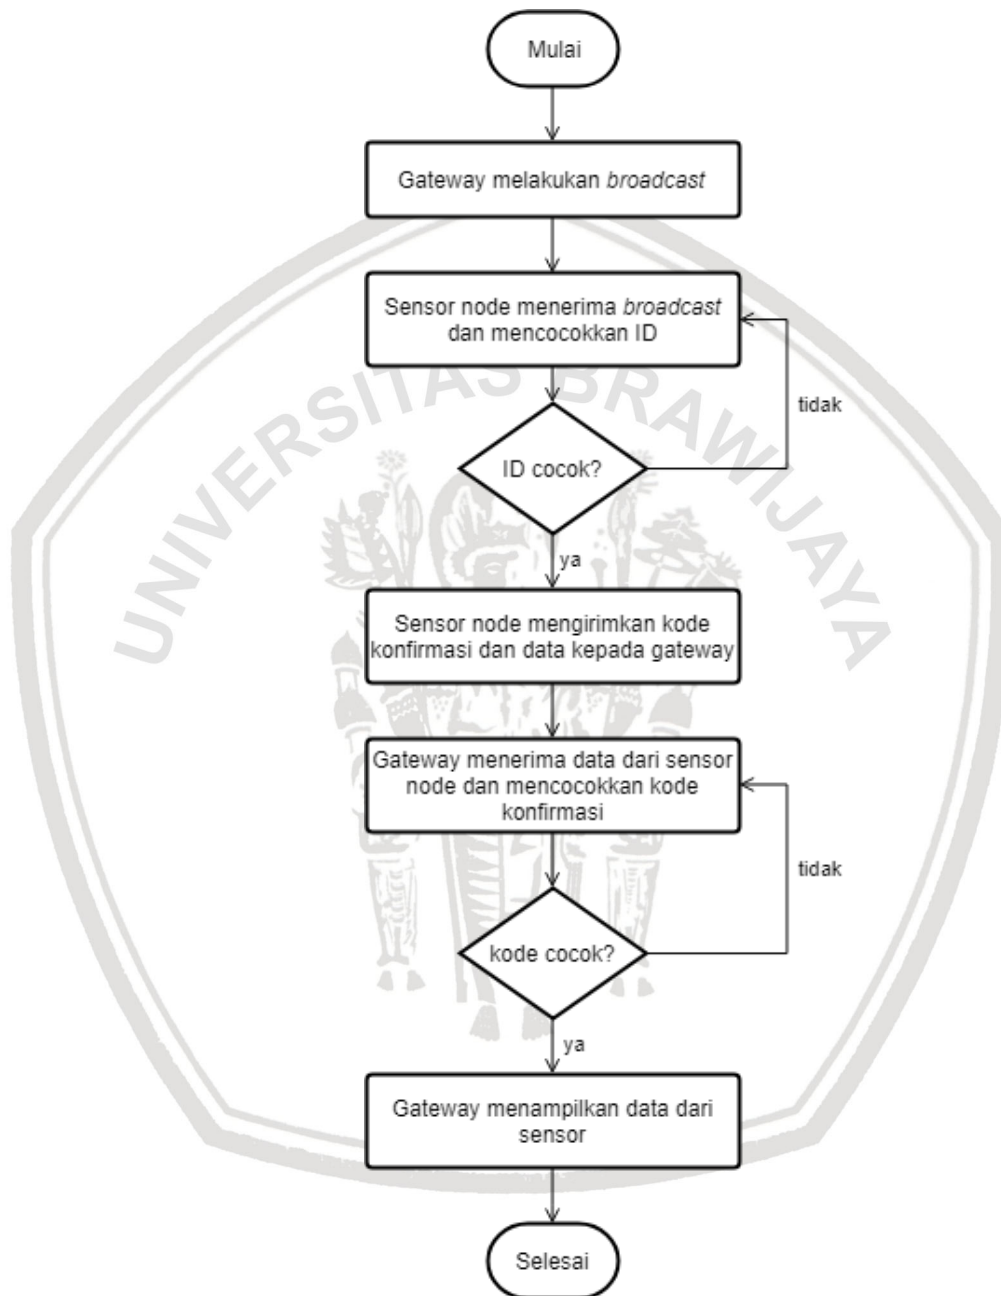 Mulai
Gateway melakukan broadcast
Sensor node menerima broadcast
dan mencocokkan ID
tidak
UNIVERSITAS BRAWIJAYA
ID cocok?
ya
Sensor node mengirimkan kode
konfirmasi dan data kepada gateway
Gateway menerima data dari sensor
node dan mencocokkan kode
konfirmasi
tidak
kode cocok?
ya
Gateway menampilkan data dari
sensor
Selesai